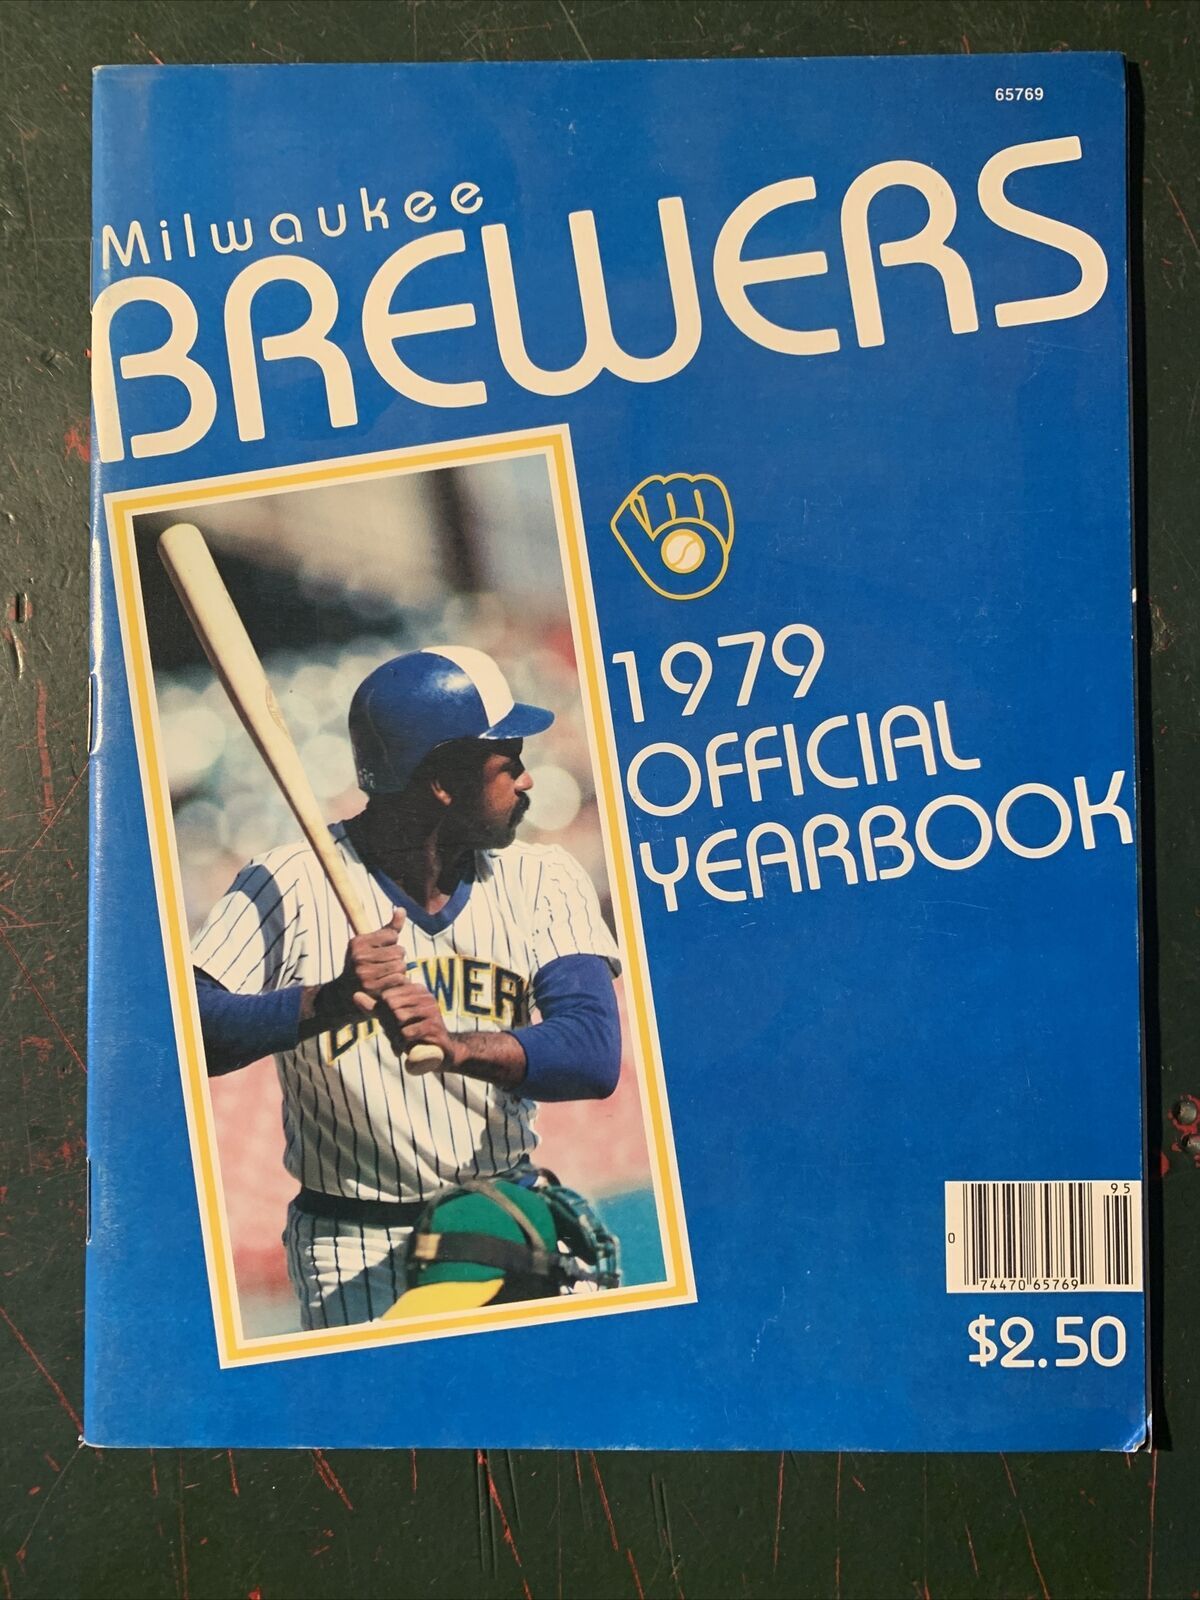 65769
Milwaukee
BREWERS
1979
OFFICIAL
YEARBOOK
95
0
74470 65769
$2.50